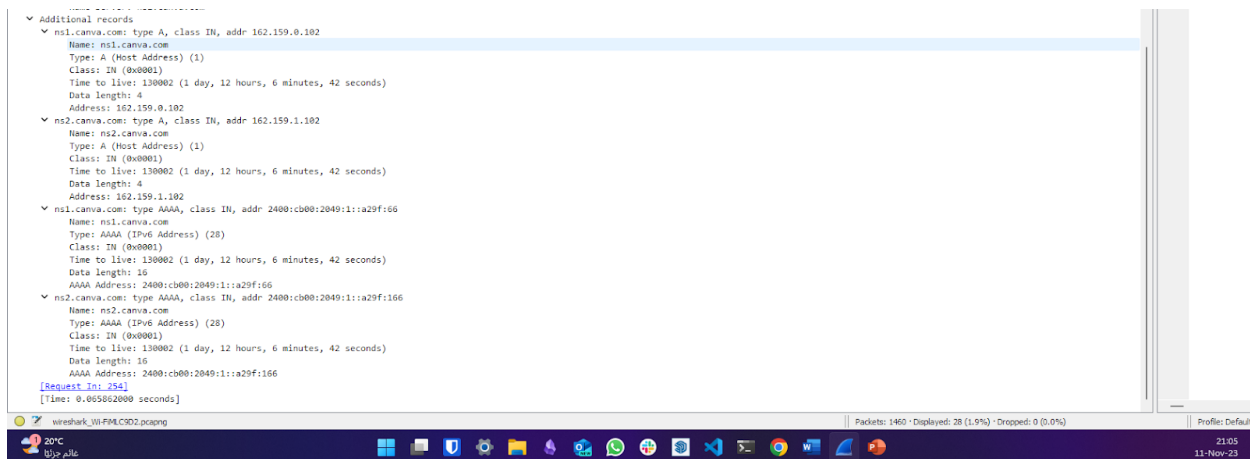 Additional records
ns1.canva.com: type A, class IN, addr 162.159.0.102
Name: ns1.canva.com
Type: A (Host Address) (1)
Class: IN (0x0001)
Time to live: 130002 (1 day, 12 hours, 6 minutes, 42 seconds)
Data length: 4
Address: 162.159.0.102
ns2.canva.com: type A, class IN, addr 162.159.1.102
Name: ns2.canva.com
Type: A (Host Address) (1)
Class: IN (0x0001)
Time to live: 130002 (1 day, 12 hours, 6 minutes, 42 seconds)
Data length: 4
Address: 162.159.1.102
ns1.canva.com: type AAAA, class IN, addr 2400:cb00:2049:1::a29f:66
Name: ns1.canva.com
Type: AAAA (IPv6 Address) (28)
Class: IN (0x0001)
Time to live: 130002 (1 day, 12 hours, 6 minutes, 42 seconds)
Data length: 16
AAAA Address: 2400:cb00:2049:1::a29f:66
ns2.canva.com: type AAAA, class IN, addr 2400:cb00:2049:1::a29f:166
Name: ns2.canva.com
Type: AAAA (IPv6 Address) (28)
Class: IN (0x0001)
Time to live: 130002 (1 day, 12 hours, 6 minutes, 42 seconds)
Data length: 16
AAAA Address: 2400:cb00:2049:1::a29f:166
[Request In: 254]
[Time: 0.065862000 seconds]
wireshark_Wi-FiMLC9D2.pcapng
Packets: 1460 · Displayed: 28 (1.9%) · Dropped: 0 (0.0%)
Profile: Default
1
20°C
غائم جزئيًا
21:05
11-Nov-23